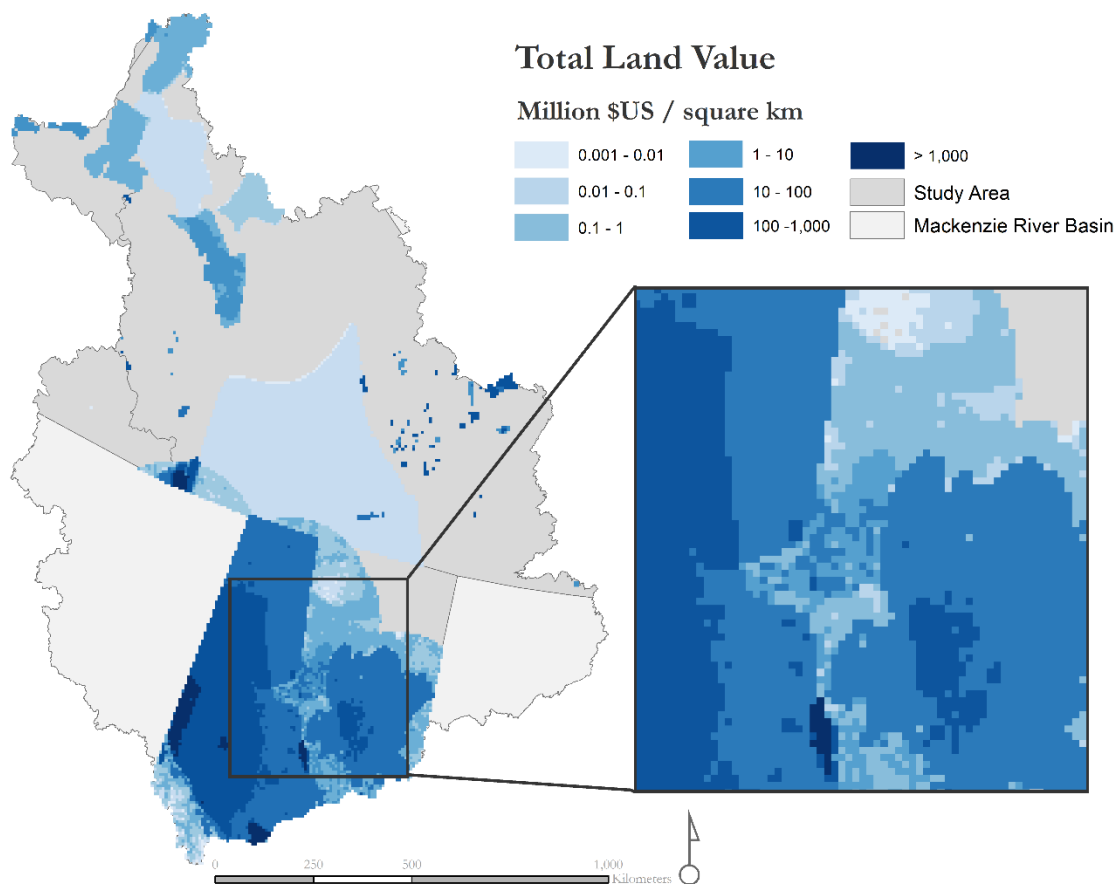 Total Land Value
Million $US / square km
0.001 - 0.01
0.01 - 0.1
0.1 - 1
1 - 10
10 - 100
100 -1,000
> 1,000
Study Area
Mackenzie River Basin
0 250 500 1,000
Kilometers